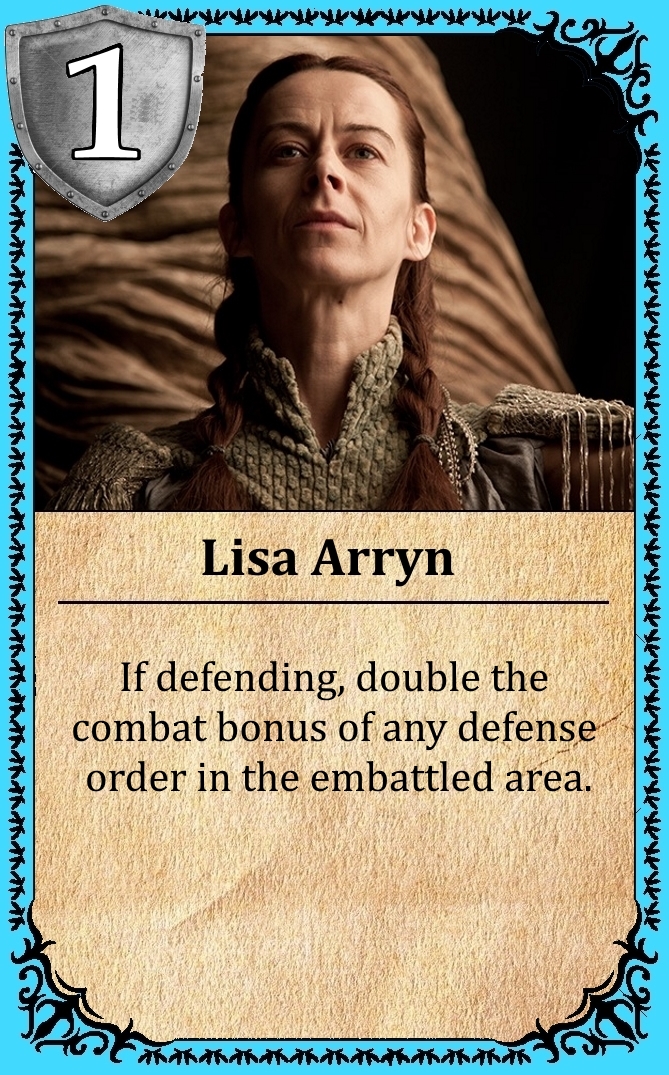 1
Lisa Arryn
If defending, double the
combat bonus of any defense
order in the embattled area.